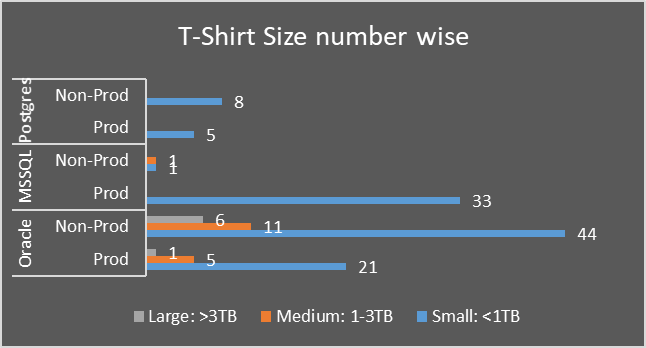 T-Shirt Size number wise
Postgres
Non-Prod
8
Prod
5
MSSQL
Non-Prod
1
1
Prod
33
Oracle
Non-Prod
6
11
44
Prod
1
5
21
Large: >3TB Medium: 1-3TB Small: <1TB